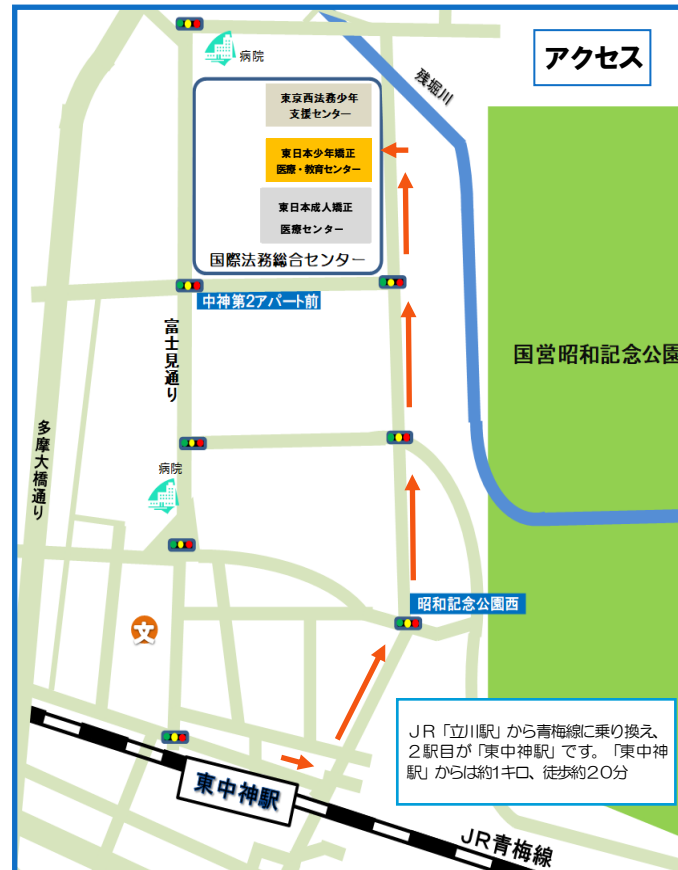 アクセス
病院
残堀川
東京西法務少年
支援センター
東日本少年矯正
医療・教育センター
東日本成人矯正
医療センター
国際法務総合センター
中神第2アパート前
富士見通り
国営昭和記念公園
多摩大橋通り
病院
昭和記念公園西
文
JR「立川駅」から青梅線に乗り換え、
2駅目が「東中神駅」です。「東中神
駅」からは約1キロ、徒歩約20分
東中神駅
JR青梅線